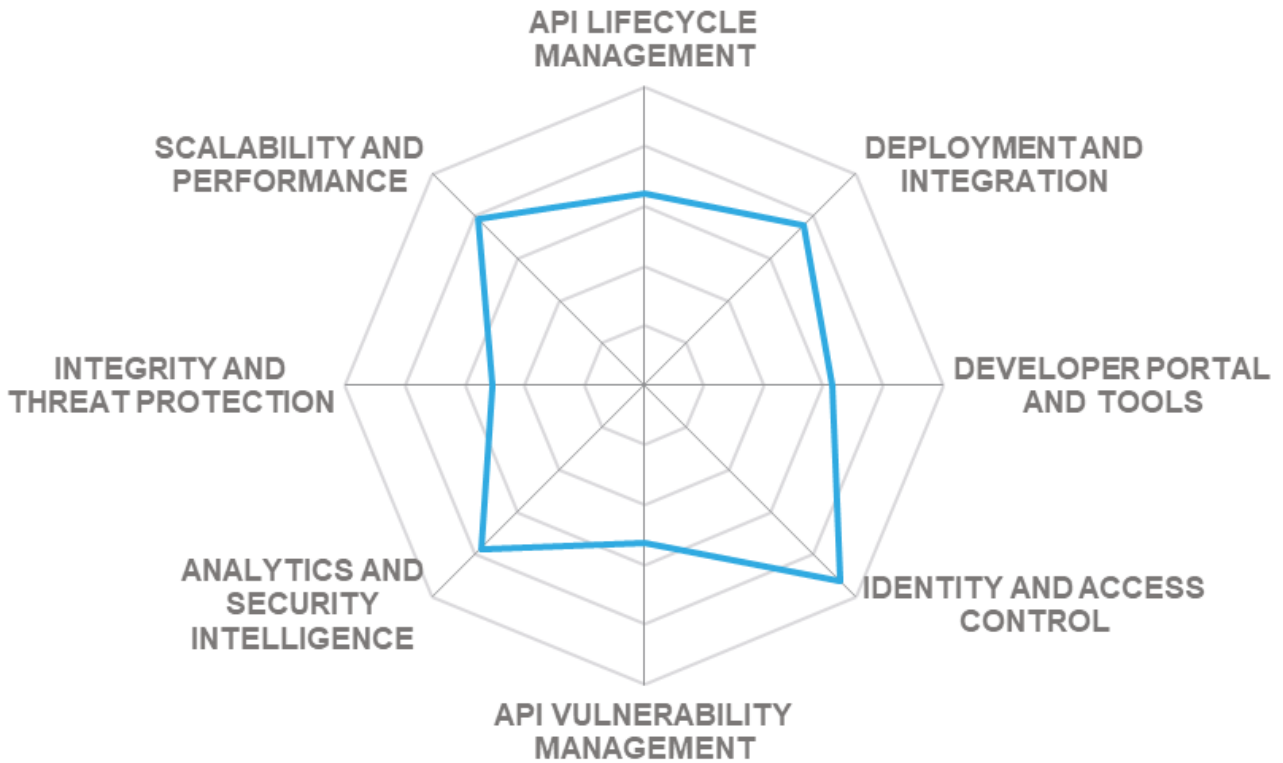 API LIFECYCLE
MANAGEMENT
DEPLOYMENT AND
INTEGRATION
DEVELOPER PORTAL
AND TOOLS
IDENTITY AND ACCESS
CONTROL
API VULNERABILITY
MANAGEMENT
ANALYTICS AND
SECURITY
INTELLIGENCE
INTEGRITY AND
THREAT PROTECTION
SCALABILITY AND
PERFORMANCE